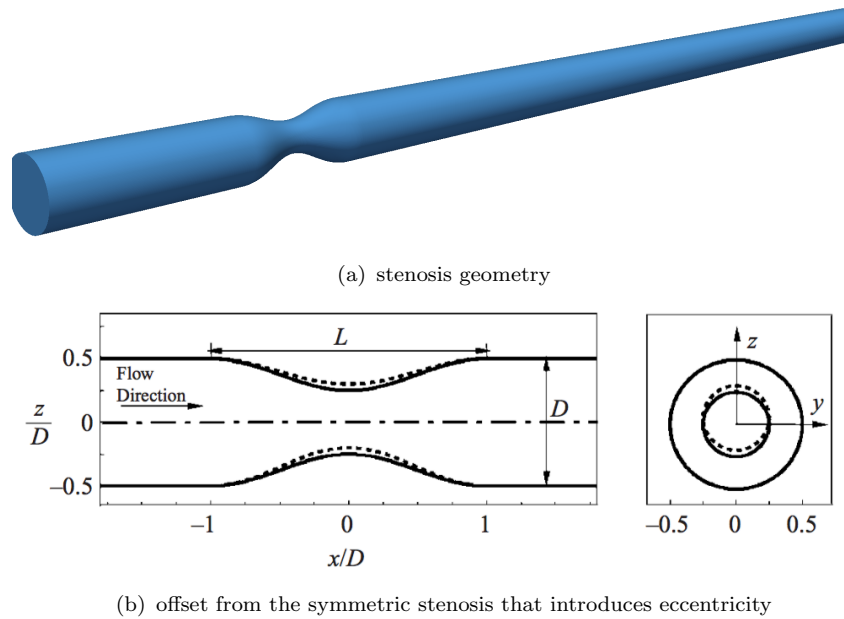 (a) stenosis geometry
L
0.5
Flow
Direction
z/D
0
D
−0.5
−1
0
1
x/D
z
y
−0.5
0
0.5
(b) offset from the symmetric stenosis that introduces eccentricity